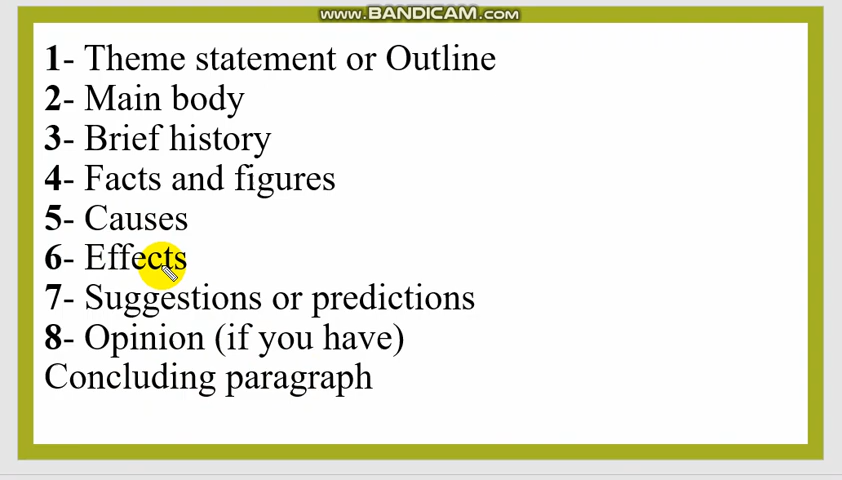 www.BANDICAM.com
1- Theme statement or Outline
2- Main body
3- Brief history
4- Facts and figures
5- Causes
6- Effects
7- Suggestions or predictions
8- Opinion (if you have)
Concluding paragraph